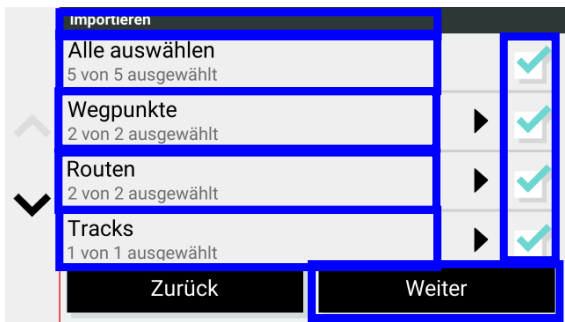 Importieren
Alle auswählen
5 von 5 ausgewählt
Wegpunkte
2 von 2 ausgewählt
Routen
2 von 2 ausgewählt
Tracks
1 von 1 ausgewählt
Zurück
Weiter